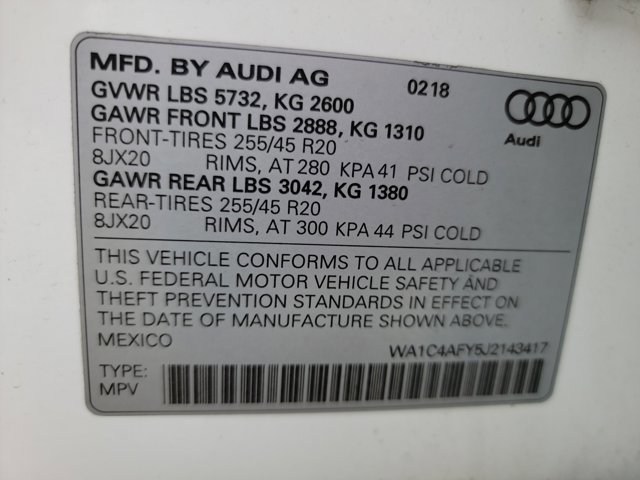 MFD. BY AUDI AG 0218
GVWR LBS 5732, KG 2600
GAWR FRONT LBS 2888, KG 1310
FRONT-TIRES 255/45 R20
8JX20 RIMS, AT 280 KPA 41 PSI COLD
GAWR REAR LBS 3042, KG 1380
REAR-TIRES 255/45 R20
8JX20 RIMS, AT 300 KPA 44 PSI COLD
Audi
THIS VEHICLE CONFORMS TO ALL APPLICABLE
U.S. FEDERAL MOTOR VEHICLE SAFETY AND
THEFT PREVENTION STANDARDS IN EFFECT ON
THE DATE OF MANUFACTURE SHOWN ABOVE.
MEXICO WA1C4AFY5J2143417
TYPE:
MPV